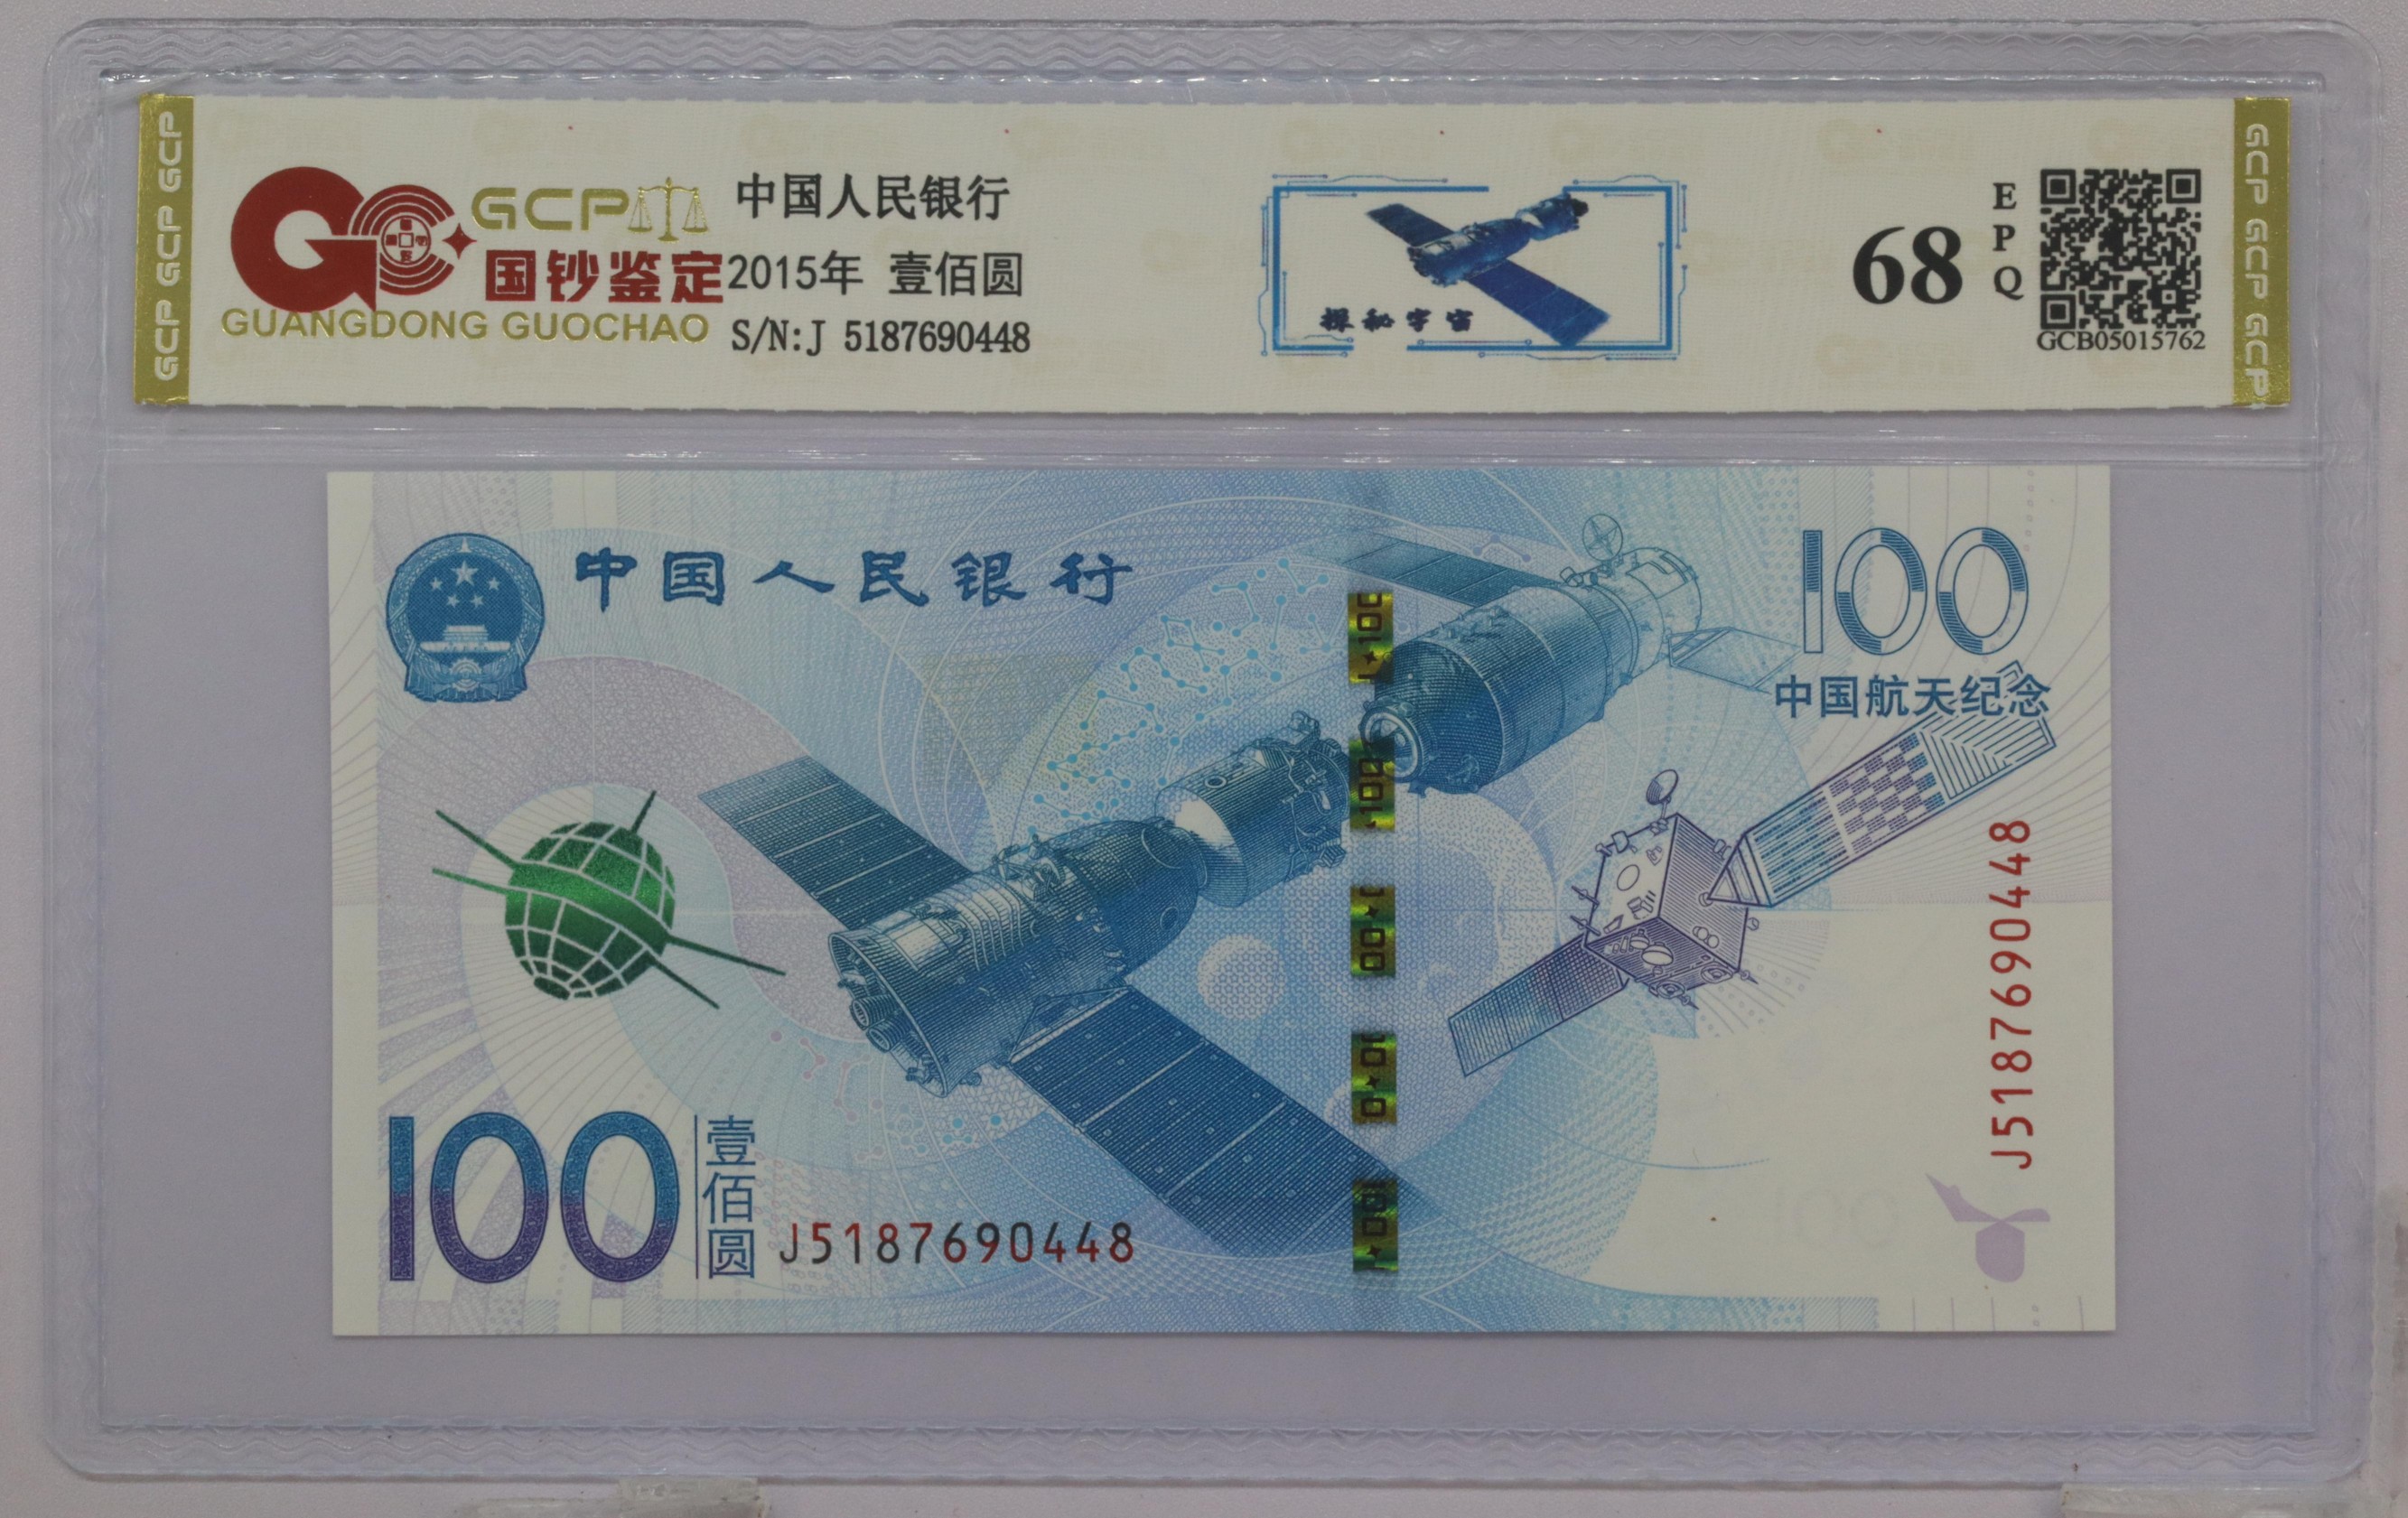 GCP GCP GCP
GCP
国钞鉴定
GUANGDONG GUOCHAO
中国人民银行
2015年 壹佰圆
S/N:J 5187690448
探秘宇宙
68
EPQ
GCB05015762
GCP GCP GCP
中国人民银行
100
中国航天纪念
J5187690448
100
壹佰圆
J5187690448